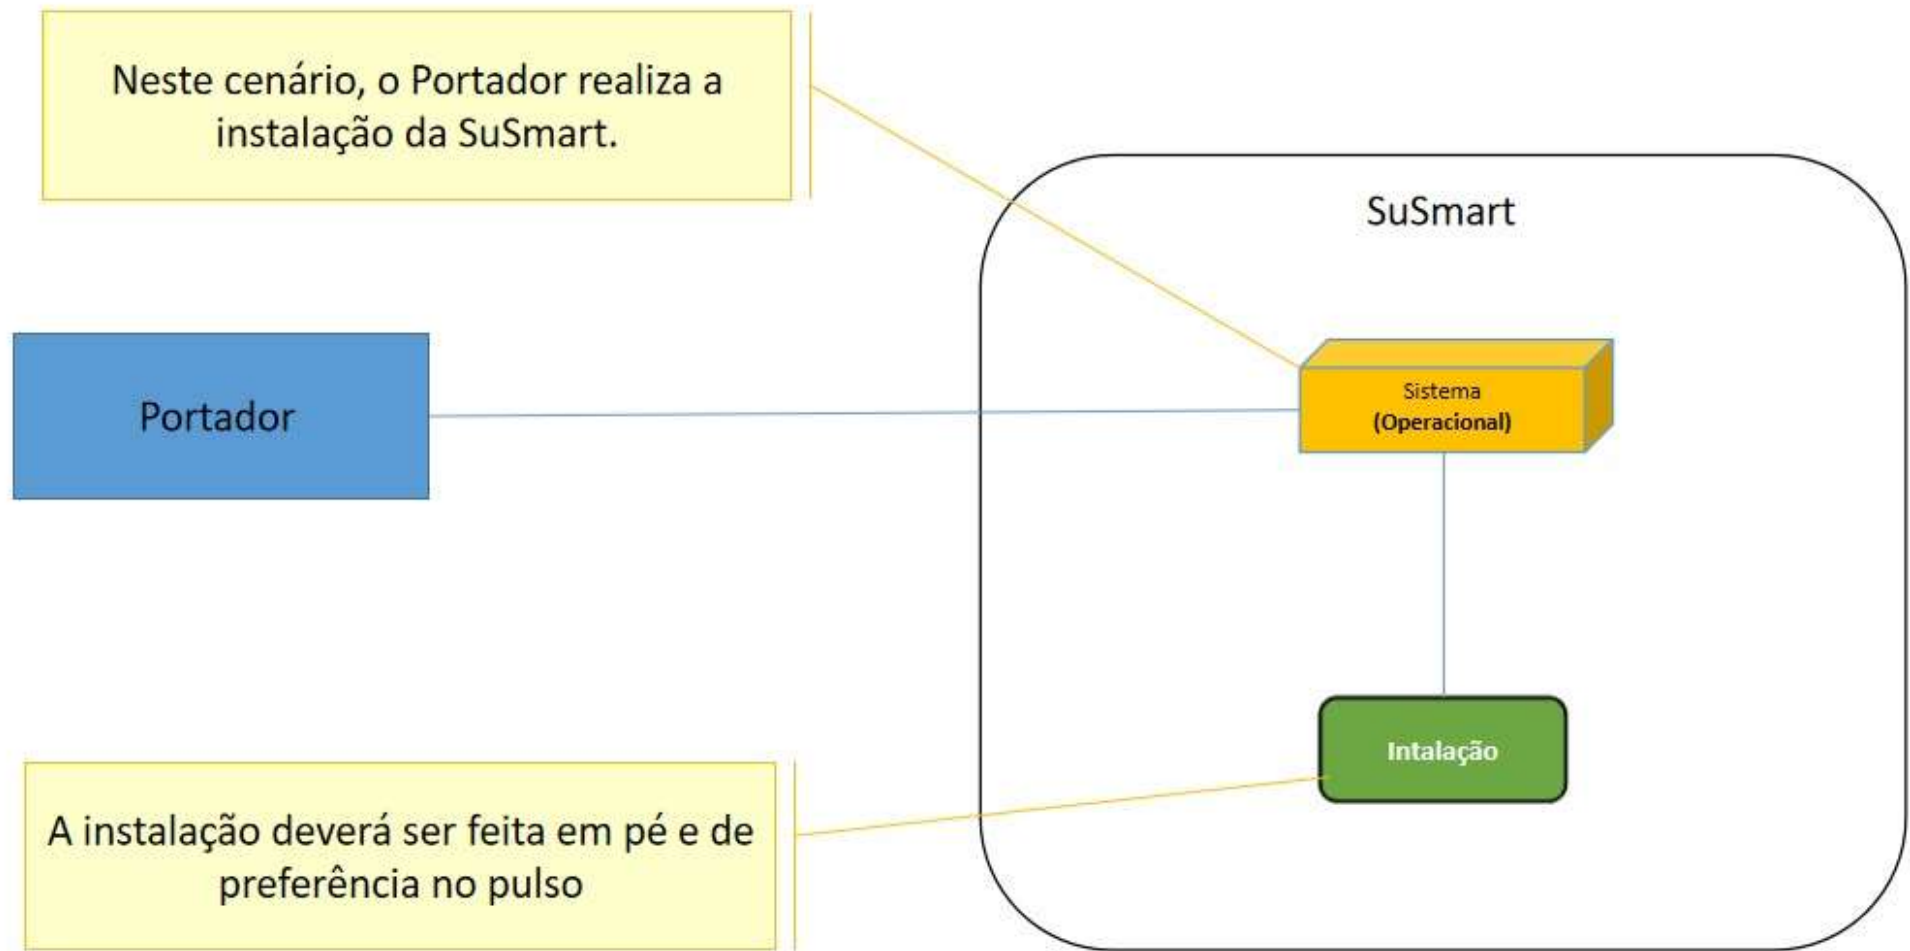 Neste cenário, o Portador realiza a
instalação da SuSmart.
SuSmart
Portador
Sistema
(Operacional)
Intalação
A instalação deverá ser feita em pé e de
preferência no pulso